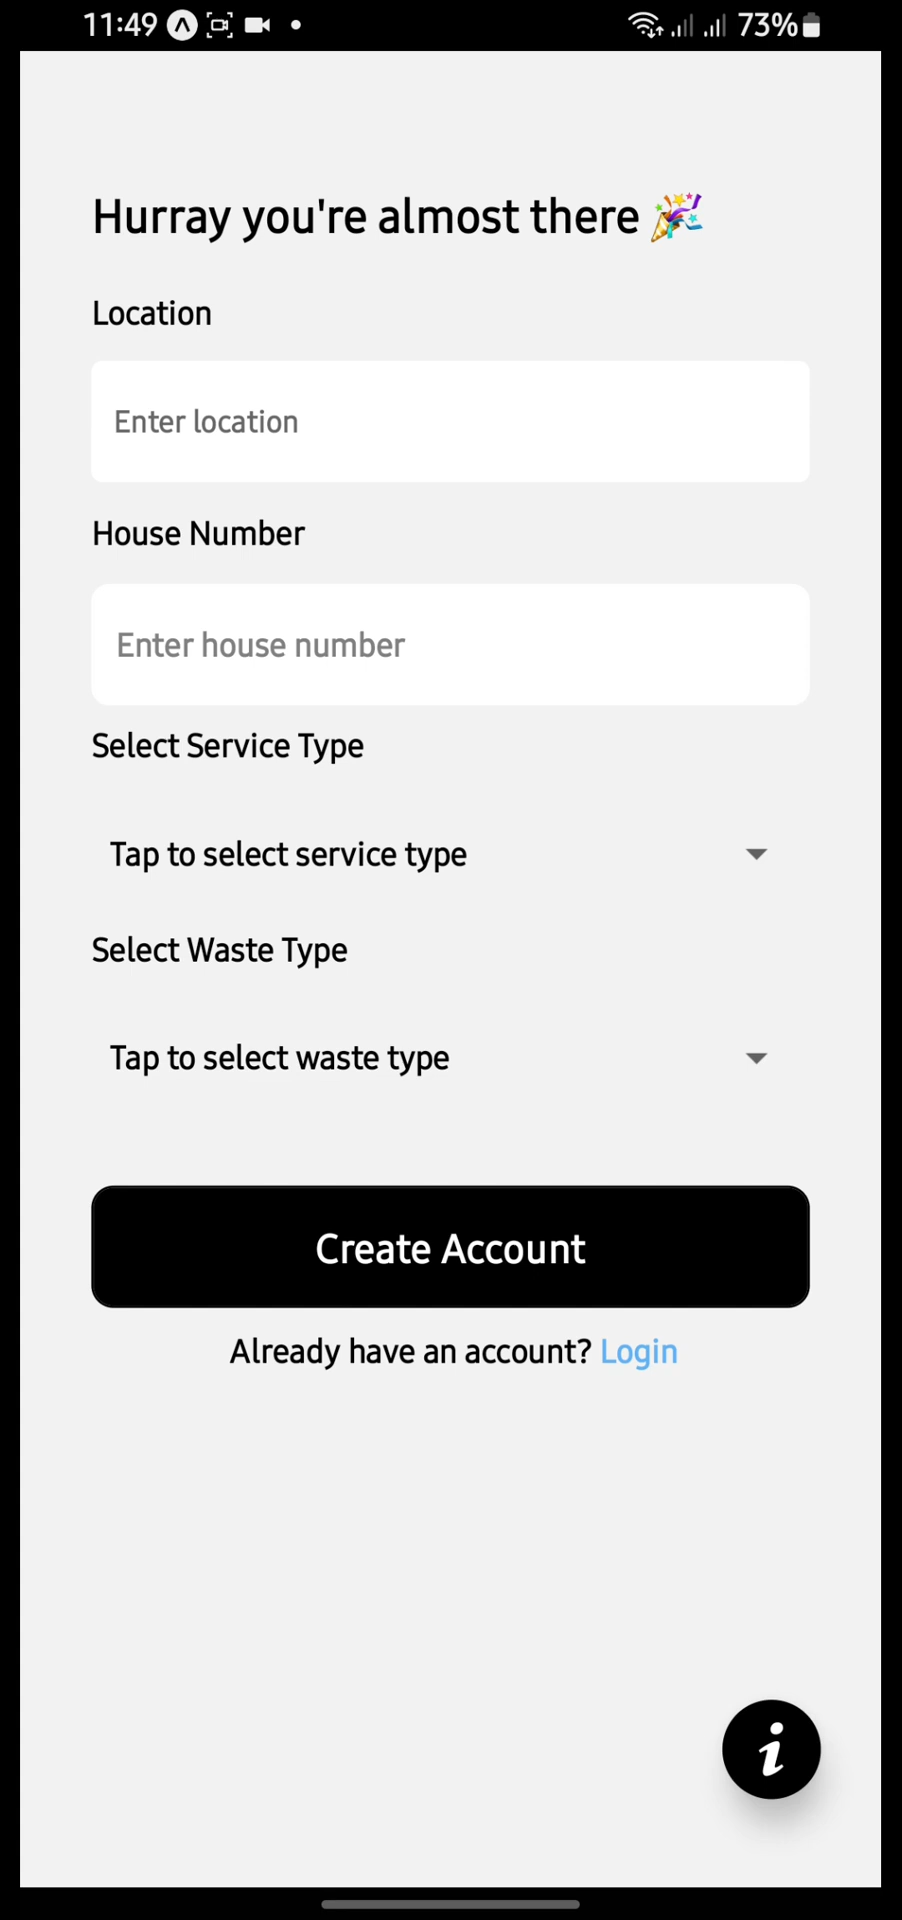 11:49 73%
Hurray you're almost there 🎉
Location
Enter location
House Number
Enter house number
Select Service Type
Tap to select service type
Select Waste Type
Tap to select waste type
Create Account
Already have an account? Login
i